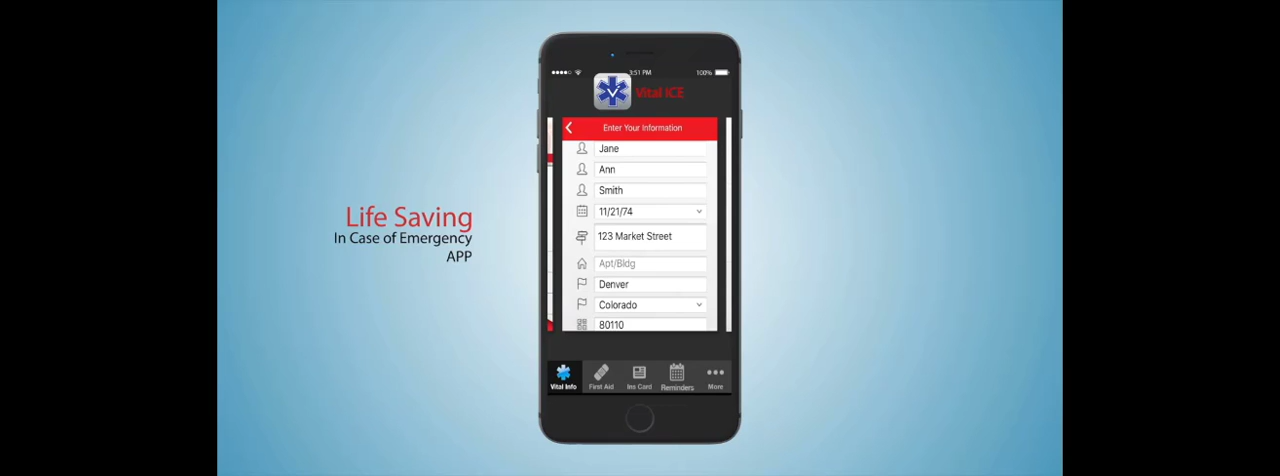 Life Saving
In Case of Emergency
APP
3:51 PM
100%
Vital ICE
Enter Your Information
Jane
Ann
Smith
11/21/74
123 Market Street
Apt/Bldg
Denver
Colorado
80110
Vital Info
First Aid
Ins Card
Reminders
More